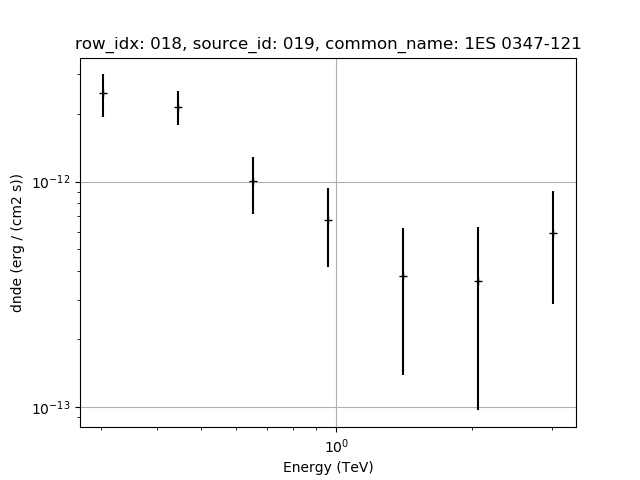 row_idx: 018, source_id: 019, common_name: 1ES 0347-121
dnde (erg / (cm2 s))
10⁻¹²
10⁻¹³
10⁰
Energy (TeV)